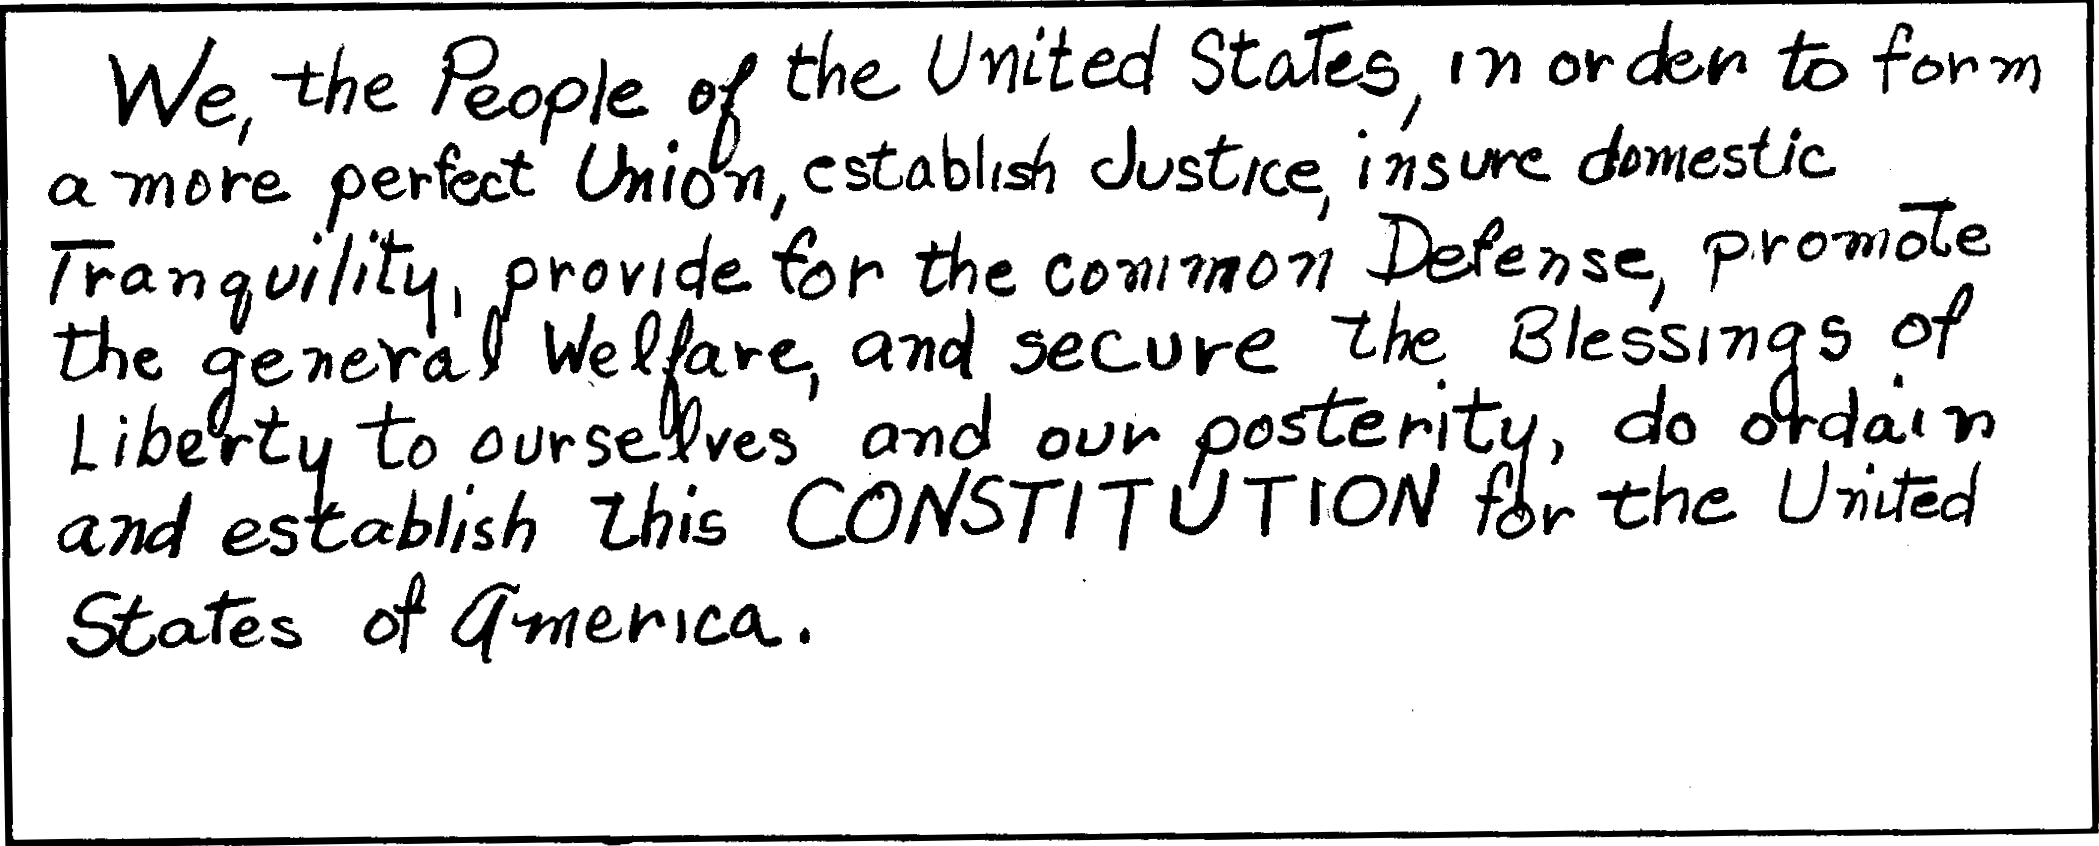 We, the People of the United States, in order to form
a more perfect Union, establish Justice, insure domestic
Tranquility, provide for the common Defense, promote
the general Welfare, and secure the Blessings of
Liberty to ourselves and our posterity, do ordain
and establish this CONSTITUTION for the United
States of America.